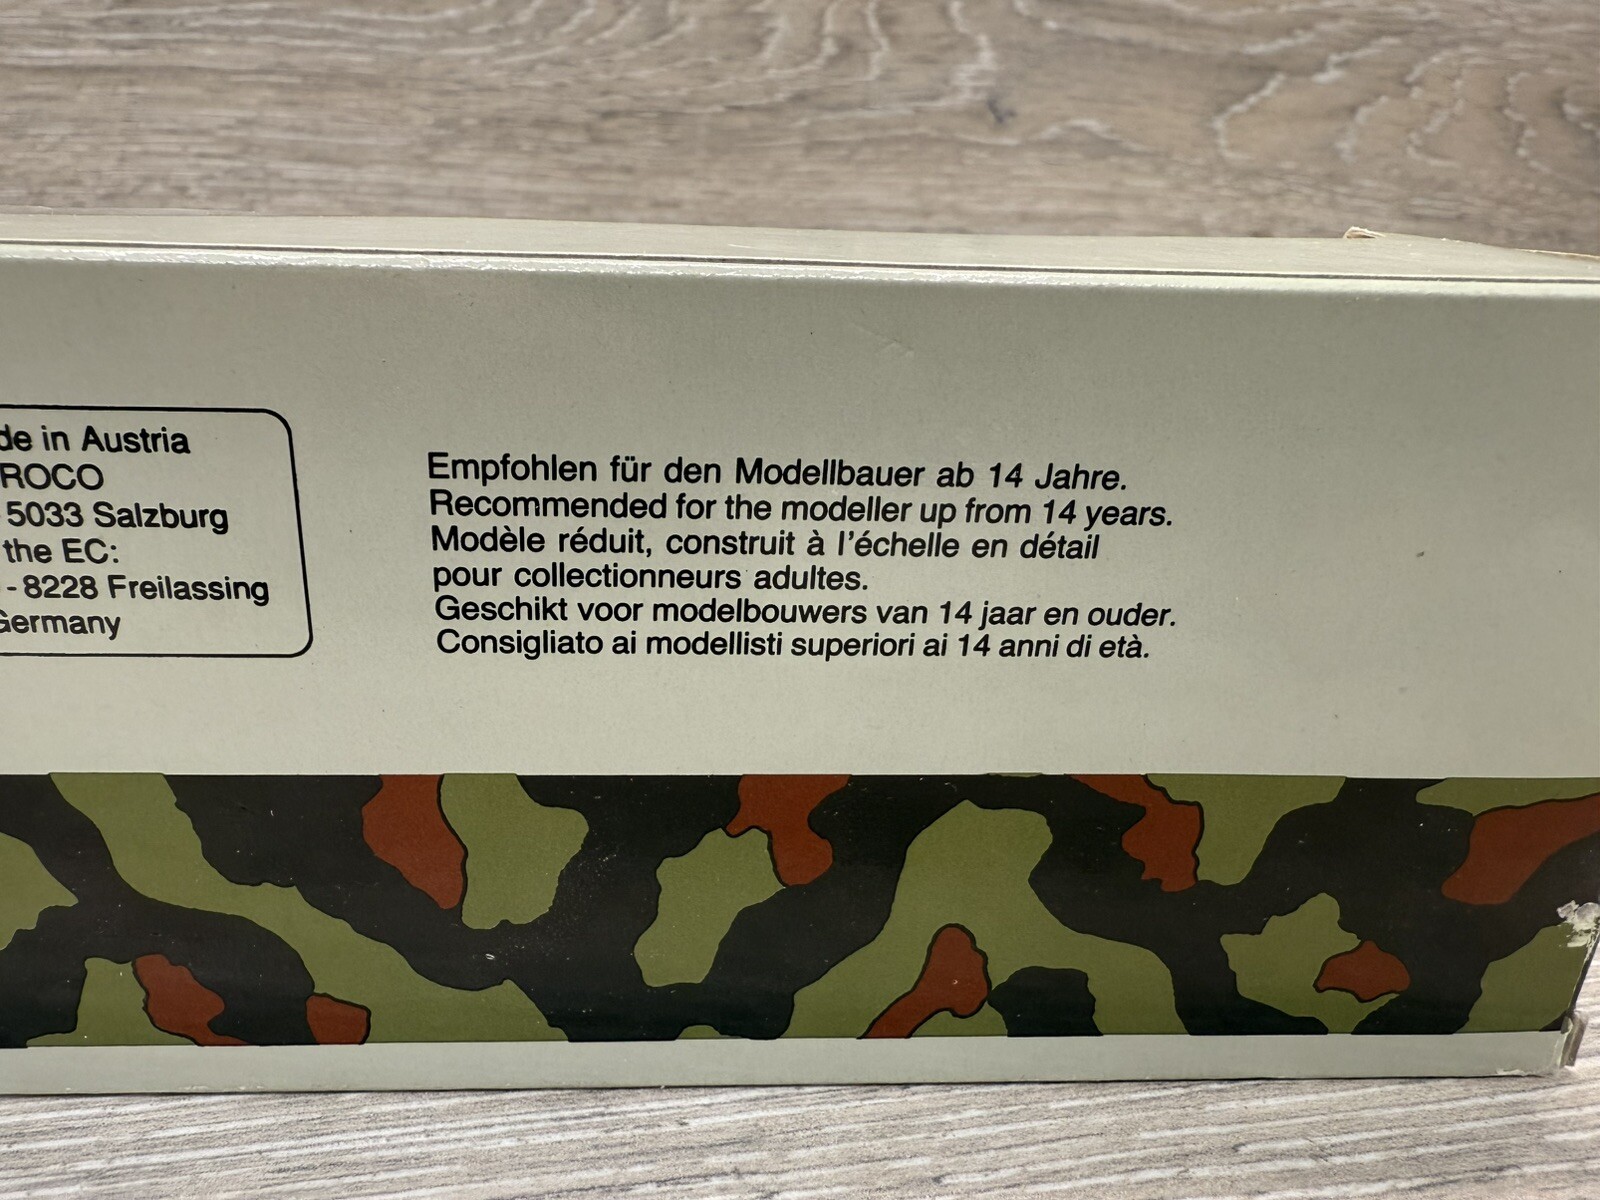 de in Austria
ROCO
- 5033 Salzburg
the EC:
- 8228 Freilassing
Germany
Empfohlen für den Modellbauer ab 14 Jahre.
Recommended for the modeller up from 14 years.
Modèle réduit, construit à l'échelle en détail
pour collectionneurs adultes.
Geschikt voor modelbouwers van 14 jaar en ouder.
Consigliato ai modellisti superiori ai 14 anni di età.